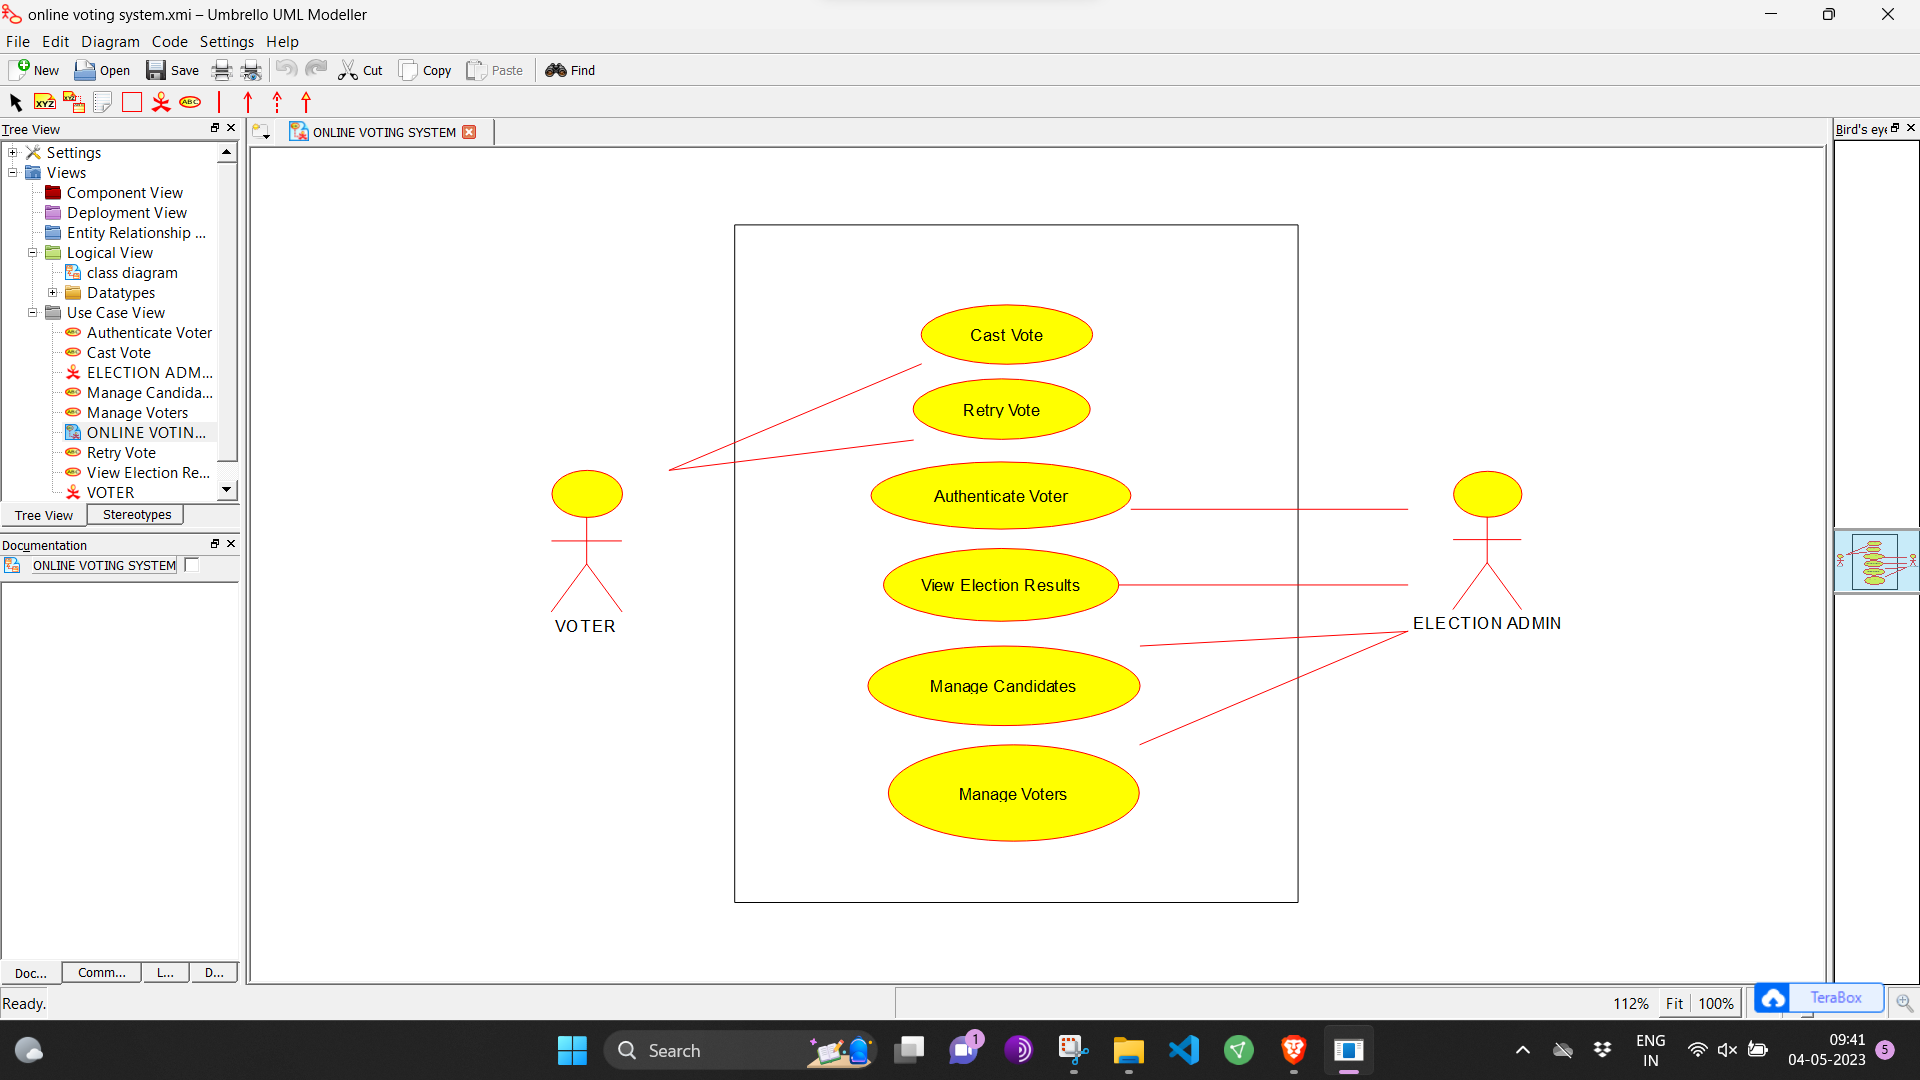 online voting system.xmi – Umbrello UML Modeller
File Edit Diagram Code Settings Help
New Open Save Cut Copy Paste Find
XYZ XYZ ABC
Tree View
ONLINE VOTING SYSTEM
Bird's eye
Settings
Views
Component View
Deployment View
Entity Relationship ...
Logical View
class diagram
Datatypes
Use Case View
Authenticate Voter
Cast Vote
ELECTION ADM...
Manage Candida...
Manage Voters
ONLINE VOTIN...
Retry Vote
View Election Re...
VOTER
Tree View Stereotypes
Documentation
ONLINE VOTING SYSTEM
Cast Vote
Retry Vote
Authenticate Voter
View Election Results
Manage Candidates
Manage Voters
VOTER
ELECTION ADMIN
Doc... Comm... L... D...
Ready.
112% Fit 100%
TeraBox
Search
1
ENG
IN
09:41
04-05-2023
5